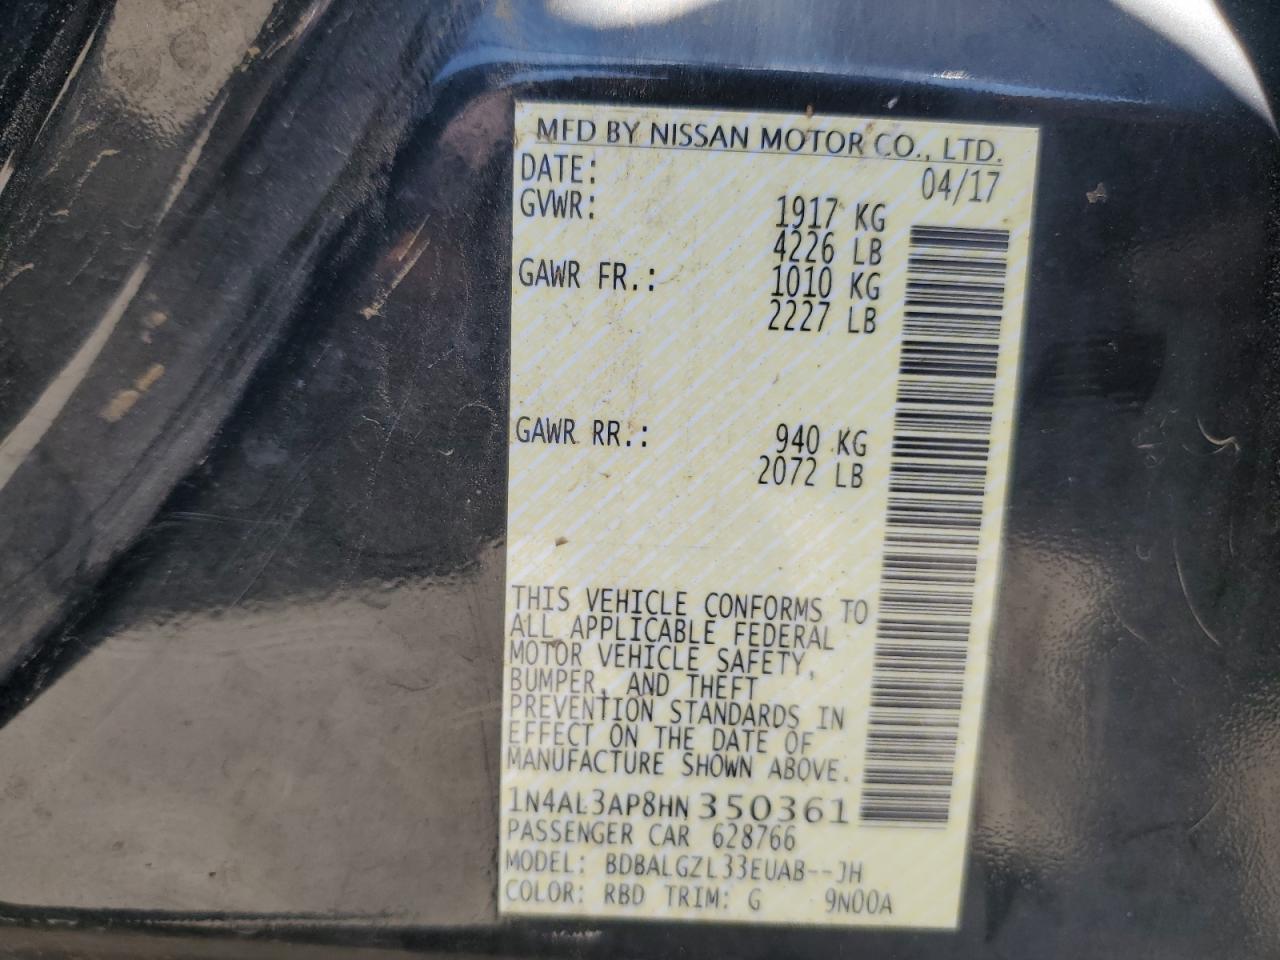 MFD BY NISSAN MOTOR CO., LTD.
DATE: 04/17
GVWR: 1917 KG
4226 LB
GAWR FR.: 1010 KG
2227 LB
GAWR RR.: 940 KG
2072 LB
THIS VEHICLE CONFORMS TO
ALL APPLICABLE FEDERAL
MOTOR VEHICLE SAFETY,
BUMPER, AND THEFT
PREVENTION STANDARDS IN
EFFECT ON THE DATE OF
MANUFACTURE SHOWN ABOVE.
1N4AL3AP8HN350361
PASSENGER CAR 628766
MODEL: BDBALGZL33EUAB--JH
COLOR: RBD TRIM: G 9N00A